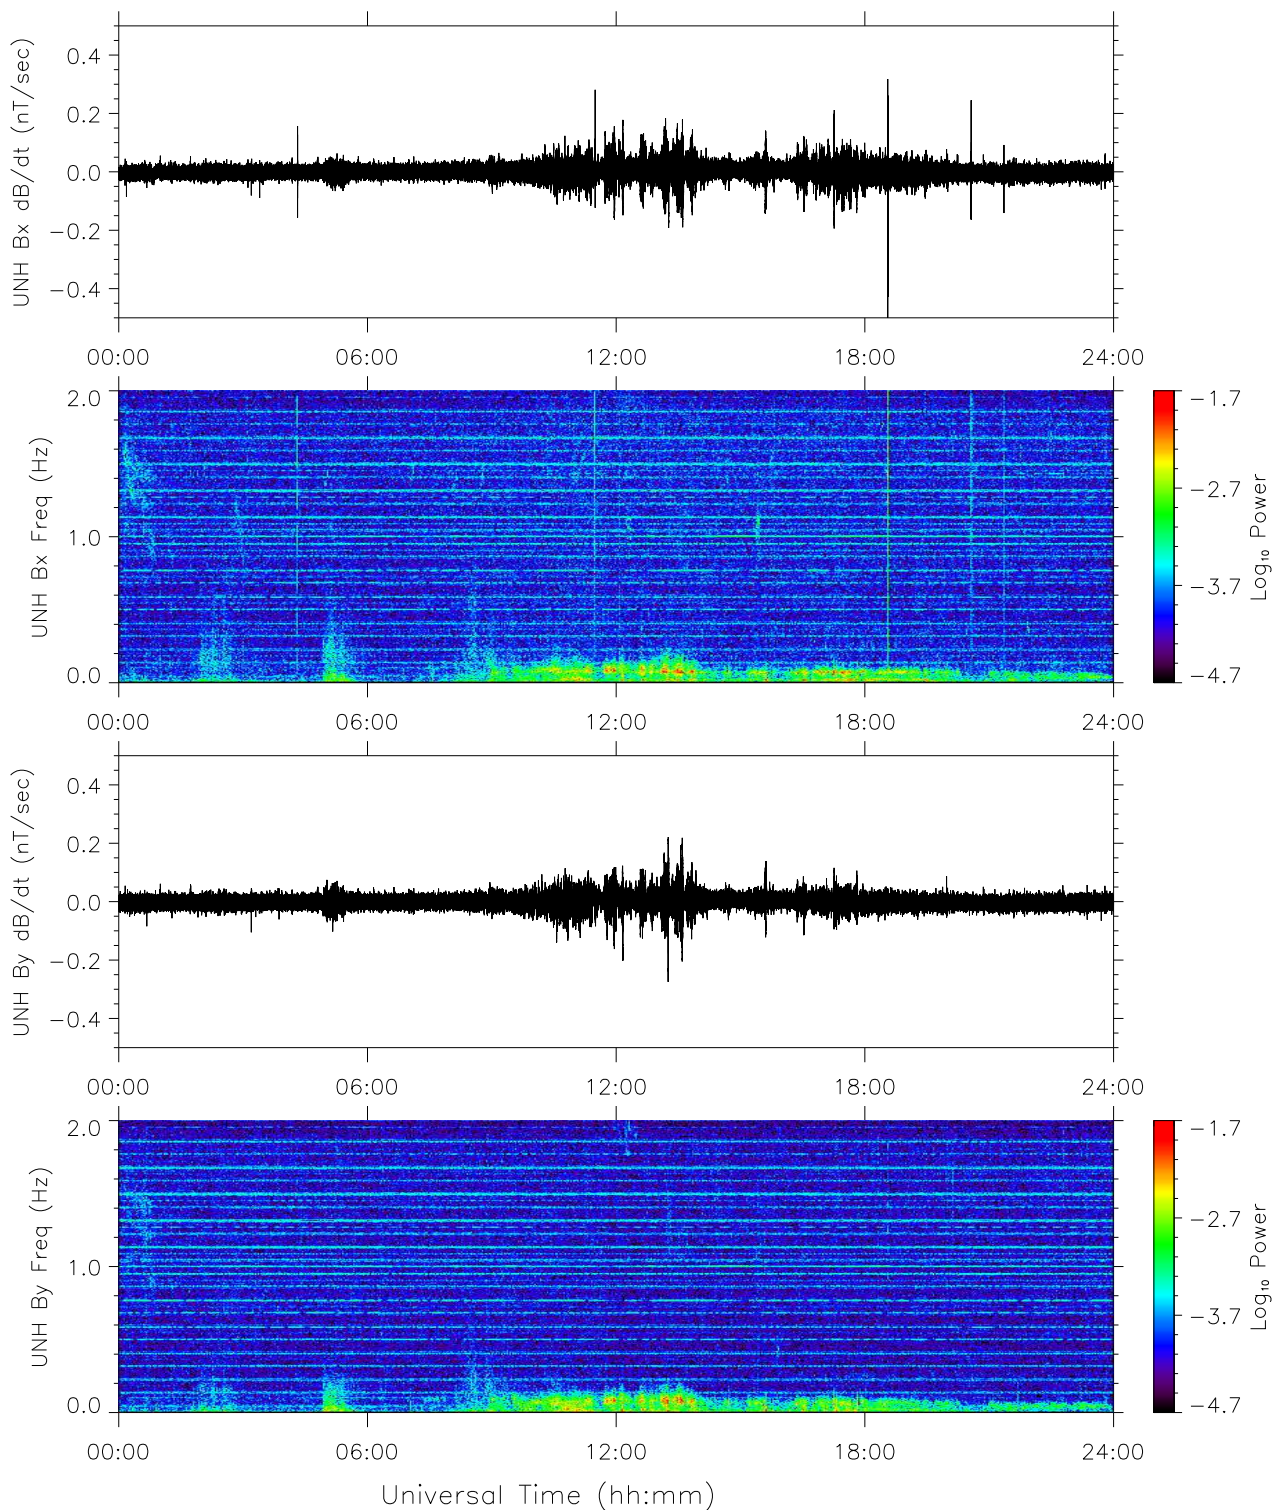 UNH Bx dB/dt (nT/sec)
0.4
0.2
0.0
−0.2
−0.4
00:00 06:00 12:00 18:00 24:00
UNH Bx Freq (Hz)
2.0
1.0
0.0
−1.7
−2.7
−3.7
−4.7
Log10 Power
00:00 06:00 12:00 18:00 24:00
UNH By dB/dt (nT/sec)
0.4
0.2
0.0
−0.2
−0.4
00:00 06:00 12:00 18:00 24:00
UNH By Freq (Hz)
2.0
1.0
0.0
−1.7
−2.7
−3.7
−4.7
Log10 Power
00:00 06:00 12:00 18:00 24:00
Universal Time (hh:mm)